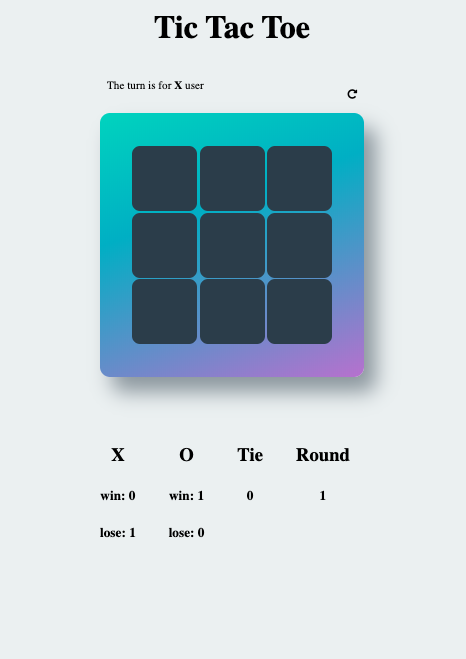 Tic Tac Toe
The turn is for X user
X O Tie Round
win: 0 win: 1 0 1
lose: 1 lose: 0